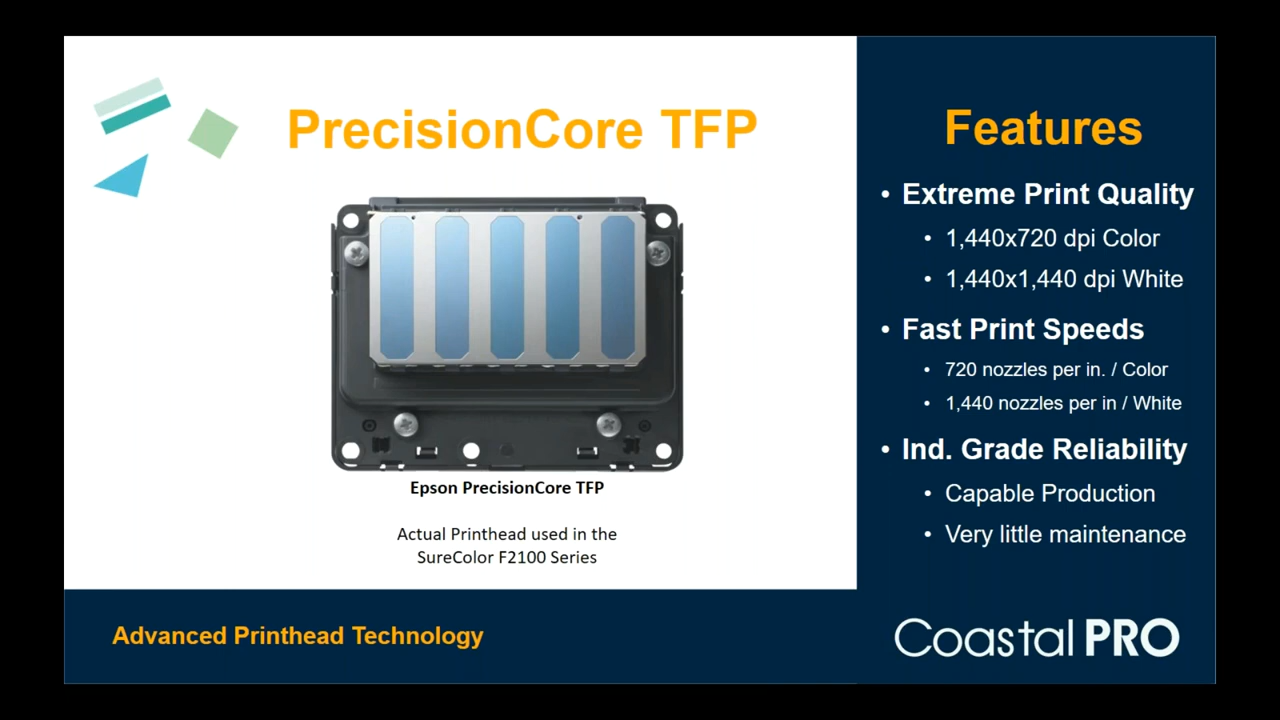 PrecisionCore TFP
Epson PrecisionCore TFP
Actual Printhead used in the
SureColor F2100 Series
Features
• Extreme Print Quality
• 1,440x720 dpi Color
• 1,440x1,440 dpi White
• Fast Print Speeds
• 720 nozzles per in. / Color
• 1,440 nozzles per in / White
• Ind. Grade Reliability
• Capable Production
• Very little maintenance
Advanced Printhead Technology
Coastal PRO